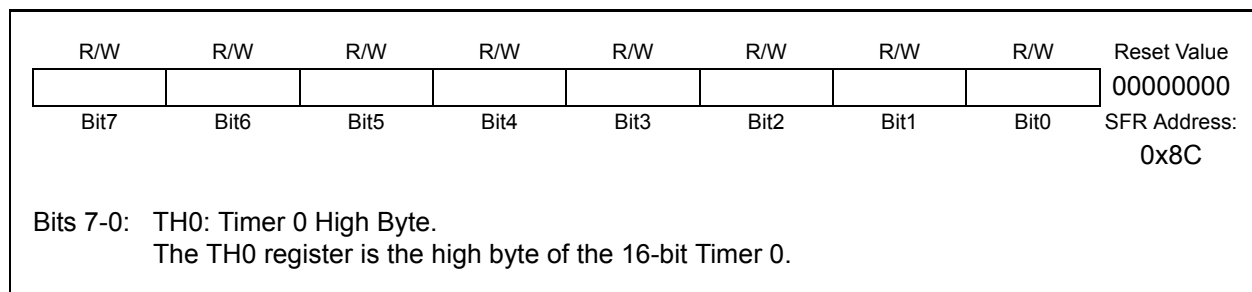 R/W R/W R/W R/W R/W R/W R/W R/W Reset Value
00000000
Bit7 Bit6 Bit5 Bit4 Bit3 Bit2 Bit1 Bit0 SFR Address:
0x8C
Bits 7-0: TH0: Timer 0 High Byte.
The TH0 register is the high byte of the 16-bit Timer 0.